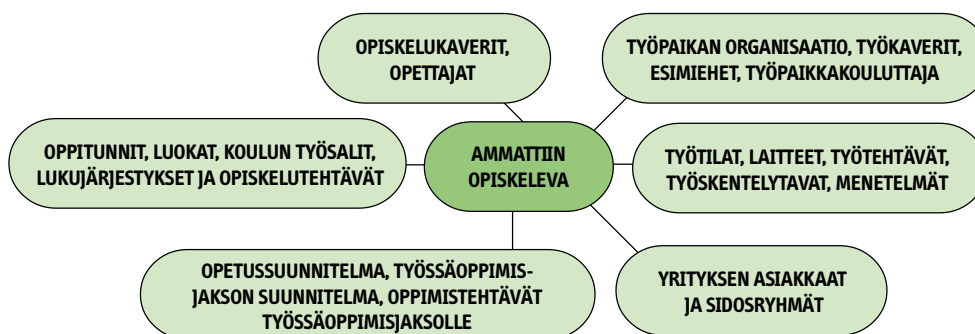 OPISKELUKAVERIT,
OPETTAJAT
TYÖPAIKAN ORGANISAATIO, TYÖKAVERIT,
ESIMIEHET, TYÖPAIKKAKOULUTTAJA
OPPITUNNIT, LUOKAT, KOULUN TYÖSALIT,
LUKUJÄRJESTYKSET JA OPISKELUTEHTÄVÄT
AMMATTIIN
OPISKELEVA
TYÖTILAT, LAITTEET, TYÖTEHTÄVÄT,
TYÖSKENTELYTAVAT, MENETELMÄT
OPETUSSUUNNITELMA, TYÖSSÄOPPIMIS-
JAKSON SUUNNITELMA, OPPIMISTEHTÄVÄT
TYÖSSÄOPPIMISJAKSOLLE
YRITYKSEN ASIAKKAAT
JA SIDOSRYHMÄT